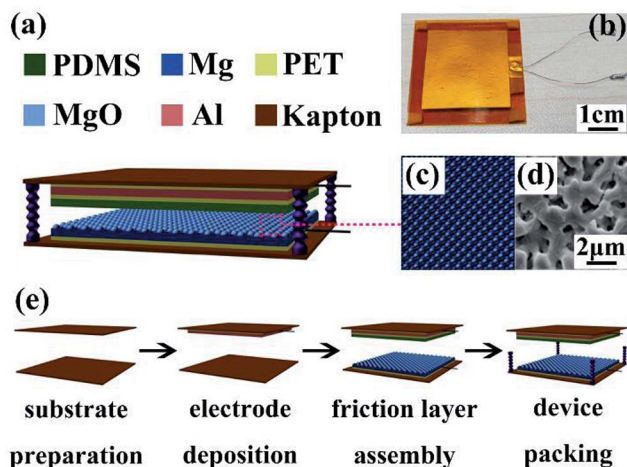 (a)
PDMS Mg PET
MgO Al Kapton
(b)
1cm
(c)
(d)
2μm
(e)
substrate electrode friction layer device
preparation deposition assembly packing